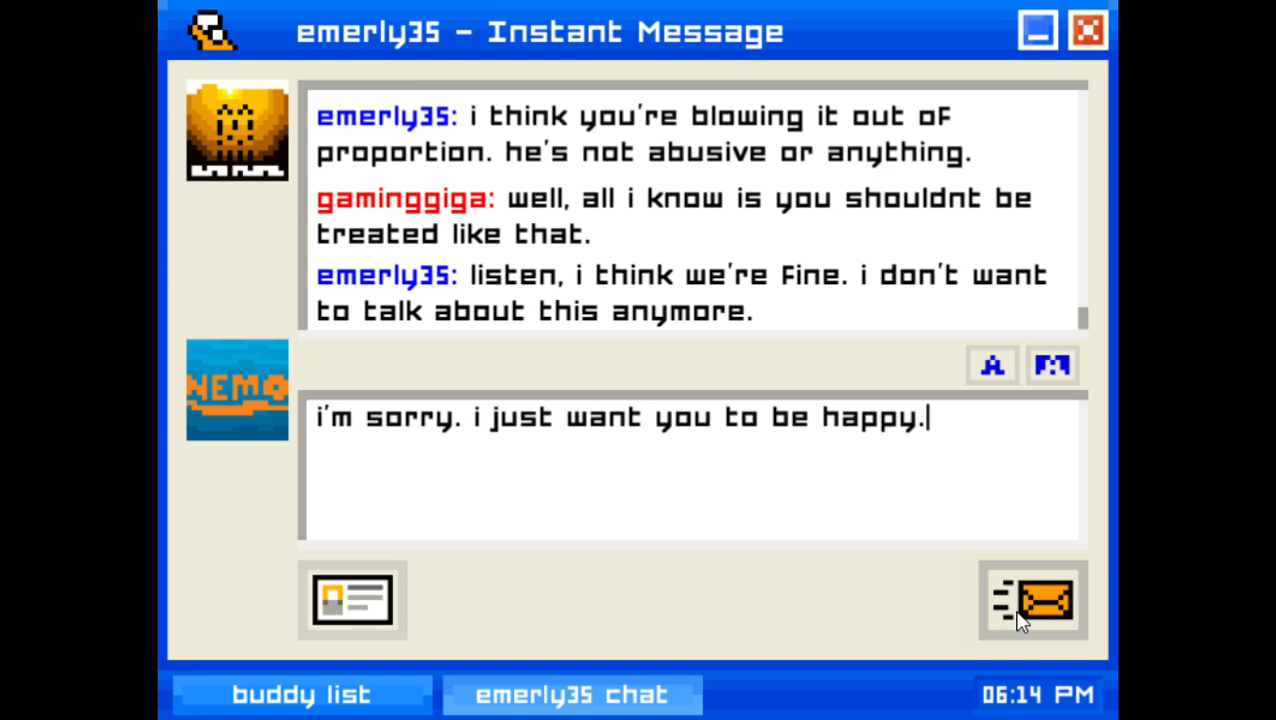 emerly35 - Instant Message
emerly35: i think you're blowing it out of
proportion. he's not abusive or anything.
gaminggiga: well, all i know is you shouldnt be
treated like that.
emerly35: listen, i think we're fine. i don't want
to talk about this anymore.
A M
NEMO
i'm sorry. i just want you to be happy.
buddy list
emerly35 chat
06:14 PM